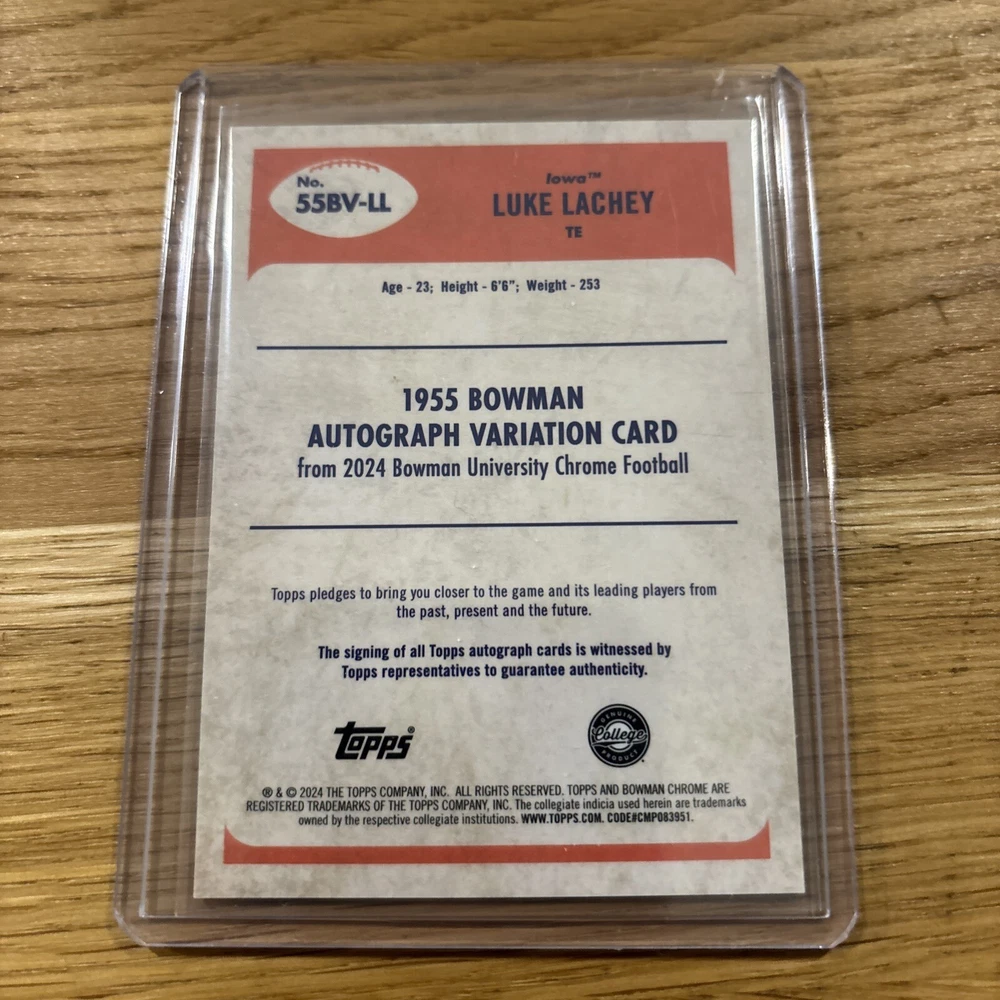 No.
55BV-LL
Iowa™
LUKE LACHEY
TE
Age - 23; Height - 6'6"; Weight - 253
1955 BOWMAN
AUTOGRAPH VARIATION CARD
from 2024 Bowman University Chrome Football
Topps pledges to bring you closer to the game and its leading players from
the past, present and the future.
The signing of all Topps autograph cards is witnessed by
Topps representatives to guarantee authenticity.
topps®
GENUINE
College
PRODUCT
® & © 2024 THE TOPPS COMPANY, INC. ALL RIGHTS RESERVED. TOPPS AND BOWMAN CHROME ARE
REGISTERED TRADEMARKS OF THE TOPPS COMPANY, INC. The collegiate indicia used herein are trademarks
owned by the respective collegiate institutions. WWW.TOPPS.COM. CODE#CMP083951.